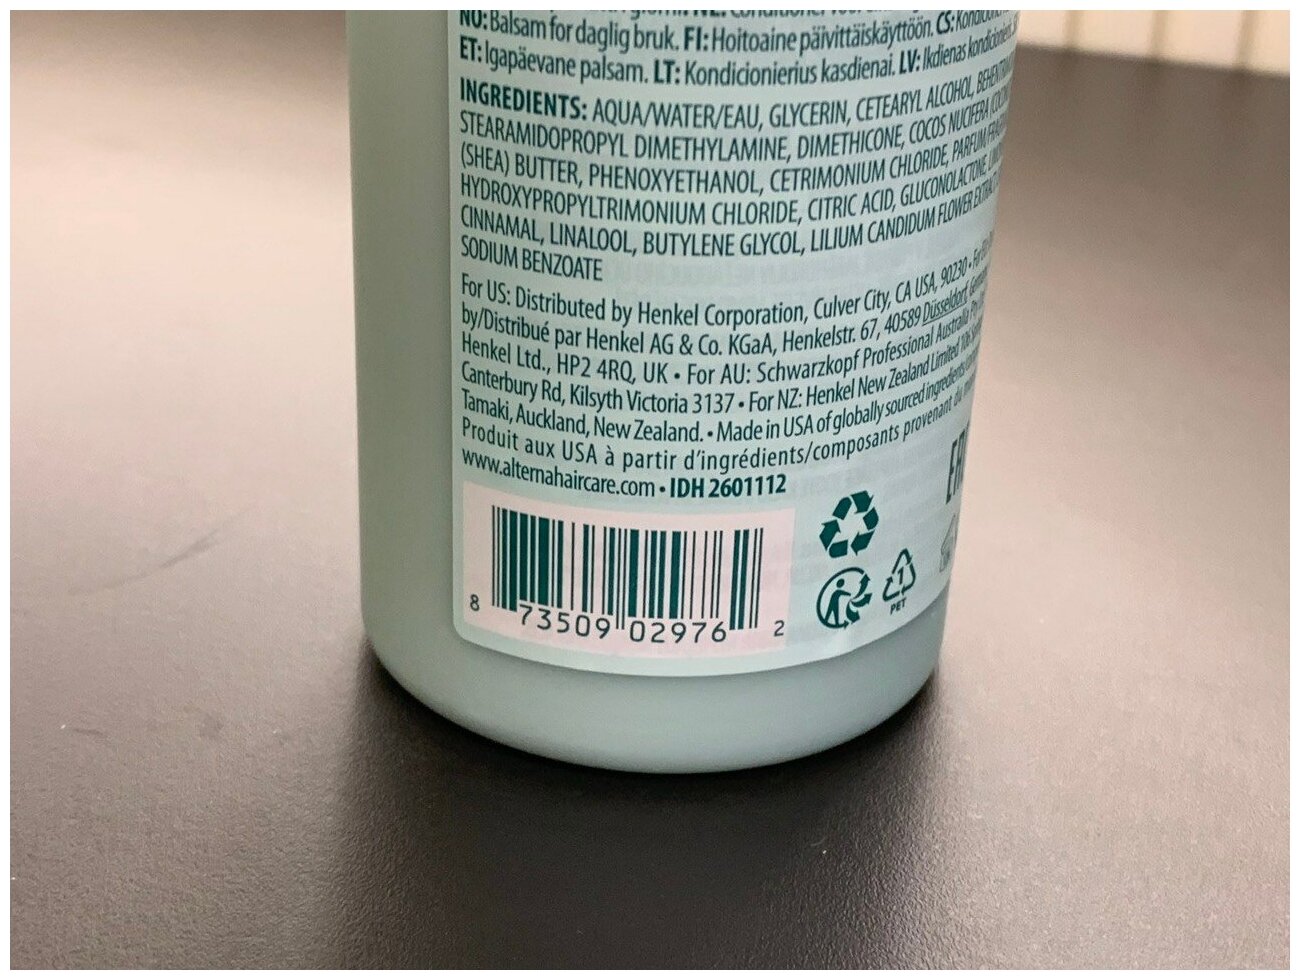 NO: Balsam for daglig bruk. FI: Hoitoaine päivittäiskäyttöön. CS:
ET: Igapäevane palsam. LT: Kondicionierius kasdienai. LV: Ikdienas
INGREDIENTS: AQUA/WATER/EAU, GLYCERIN, CETEARYL ALCOHOL,
STEARAMIDOPROPYL DIMETHYLAMINE, DIMETHICONE, COCOS NUCIFERA
(SHEA) BUTTER, PHENOXYETHANOL, CETRIMONIUM CHLORIDE,
HYDROXYPROPYLTRIMONIUM CHLORIDE, CITRIC ACID, GLUCONOLACTONE,
CINNAMAL, LINALOOL, BUTYLENE GLYCOL, LILIUM CANDIDUM FLOWER
SODIUM BENZOATE
For US: Distributed by Henkel Corporation, Culver City, CA USA, 90230 •
by/Distribué par Henkel AG & Co. KGaA, Henkelstr. 67, 40589 Düsseldorf,
Henkel Ltd., HP2 4RQ, UK • For AU: Schwarzkopf Professional Australia
Canterbury Rd, Kilsyth Victoria 3137 • For NZ: Henkel New Zealand Limited
Tamaki, Auckland, New Zealand. • Made in USA of globally sourced ingredients
Produit aux USA à partir d'ingrédients/composants provenant du
www.alternahaircare.com • IDH 2601112
8 73509 02976 2
1
PET